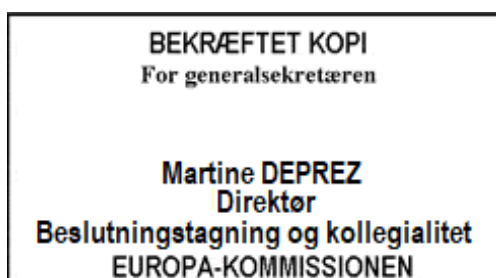 BEKRÆFTET KOPI
For generalsekretæren
Martine DEPREZ
Direktør
Beslutningstagning og kollegialitet
EUROPA-KOMMISSIONEN